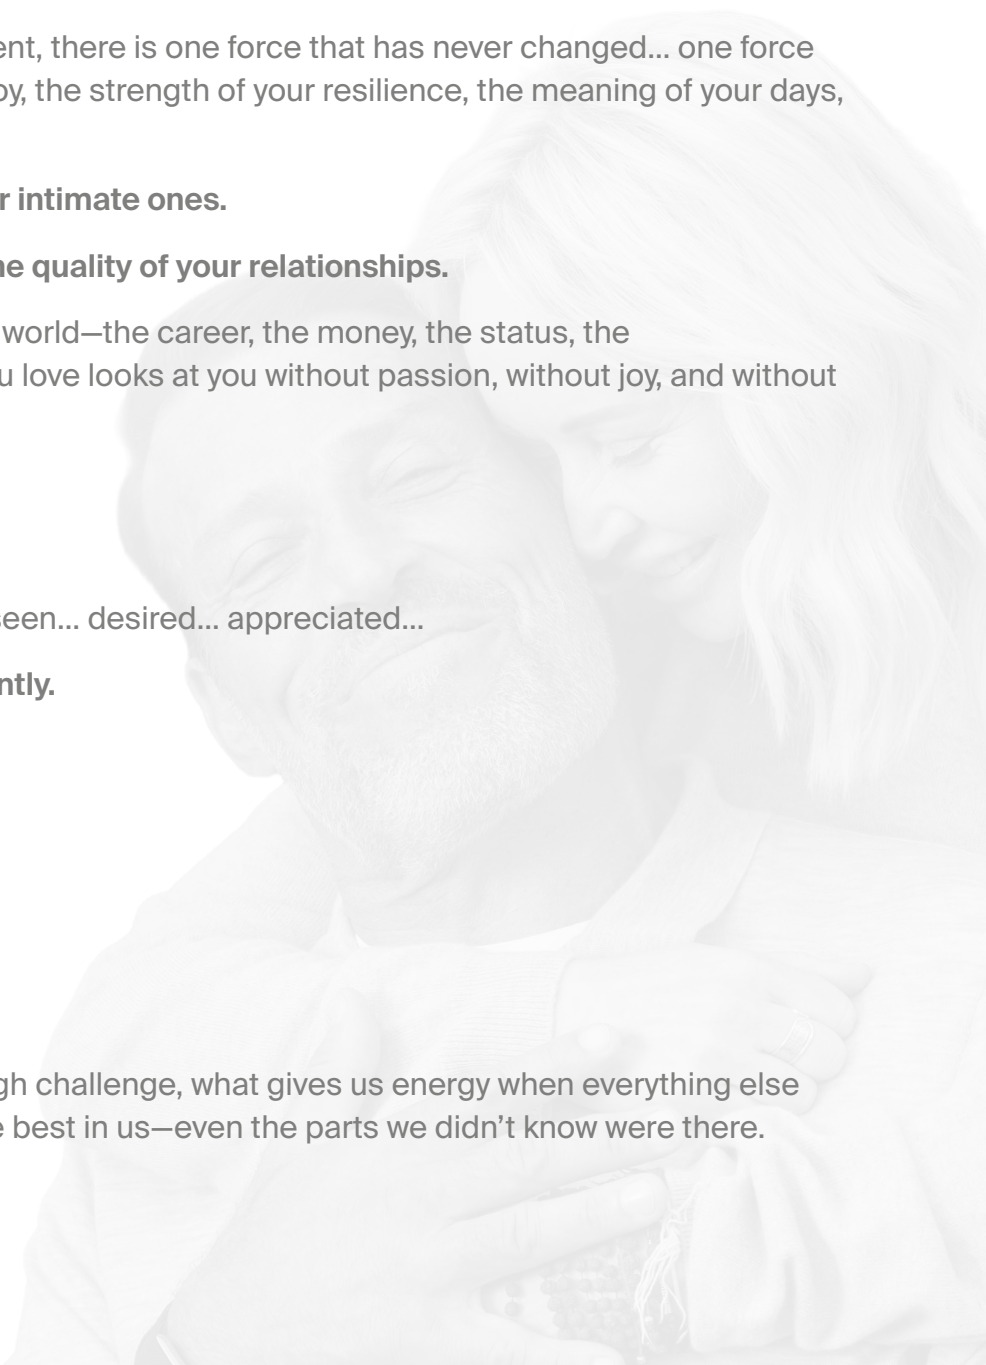 ent, there is one force that has never changed... one force
oy, the strength of your resilience, the meaning of your days,
r intimate ones.
he quality of your relationships.
world—the career, the money, the status, the
u love looks at you without passion, without joy, and without
seen... desired... appreciated...
ntly.
gh challenge, what gives us energy when everything else
e best in us—even the parts we didn’t know were there.